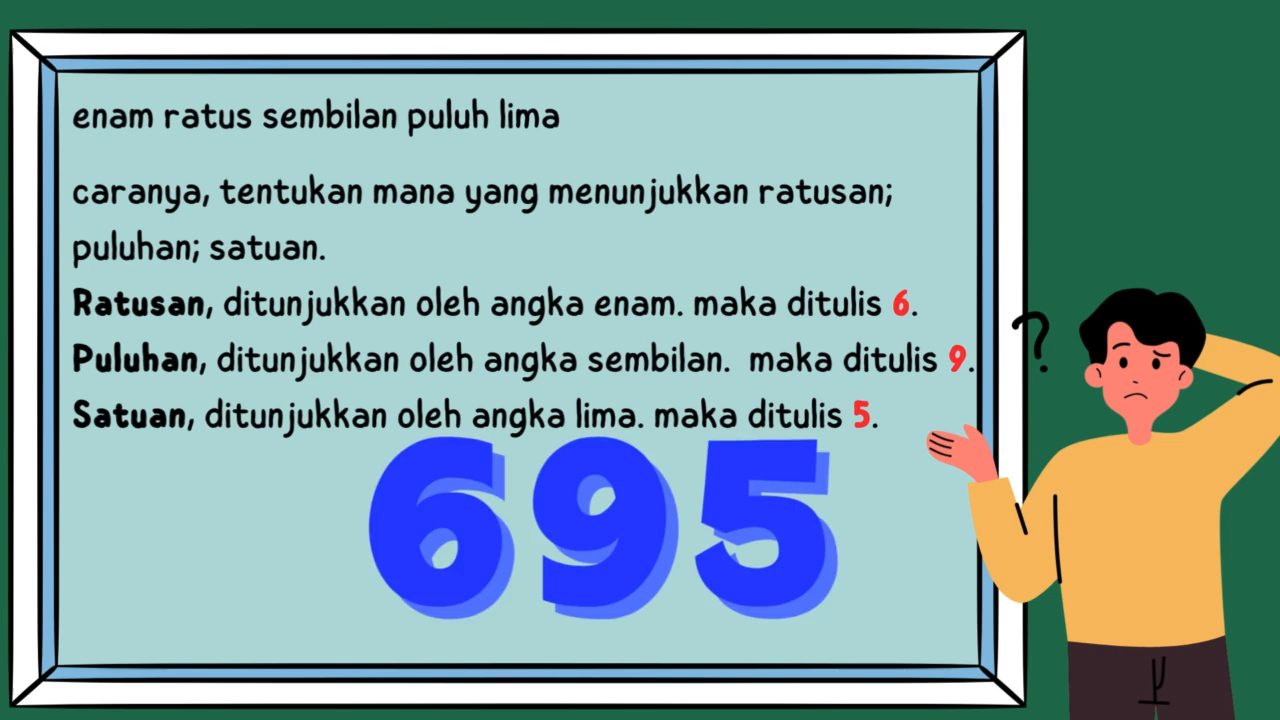 enam ratus sembilan puluh lima
caranya, tentukan mana yang menunjukkan ratusan;
puluhan; satuan.
Ratusan, ditunjukkan oleh angka enam. maka ditulis 6.
Puluhan, ditunjukkan oleh angka sembilan. maka ditulis 9.
Satuan, ditunjukkan oleh angka lima. maka ditulis 5.
695
?